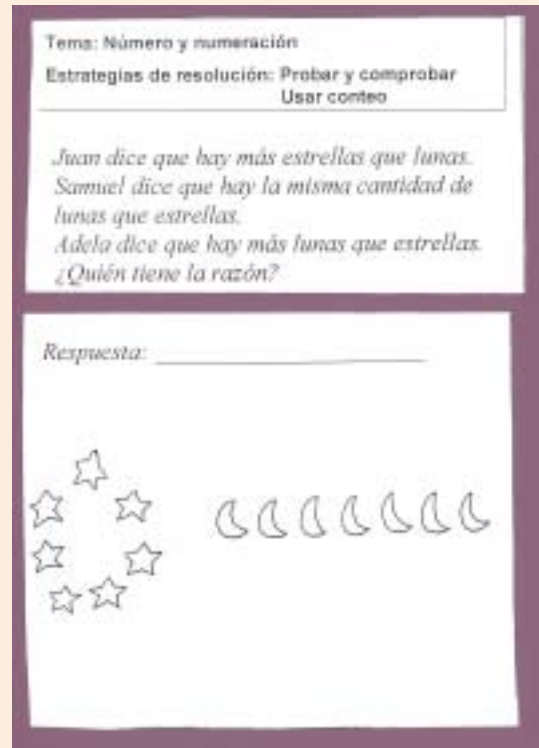 Tema: Número y numeración
Estrategias de resolución: Probar y comprobar
Usar conteo
Juan dice que hay más estrellas que lunas.
Samuel dice que hay la misma cantidad de
lunas que estrellas.
Adela dice que hay más lunas que estrellas.
¿Quién tiene la razón?
Respuesta: